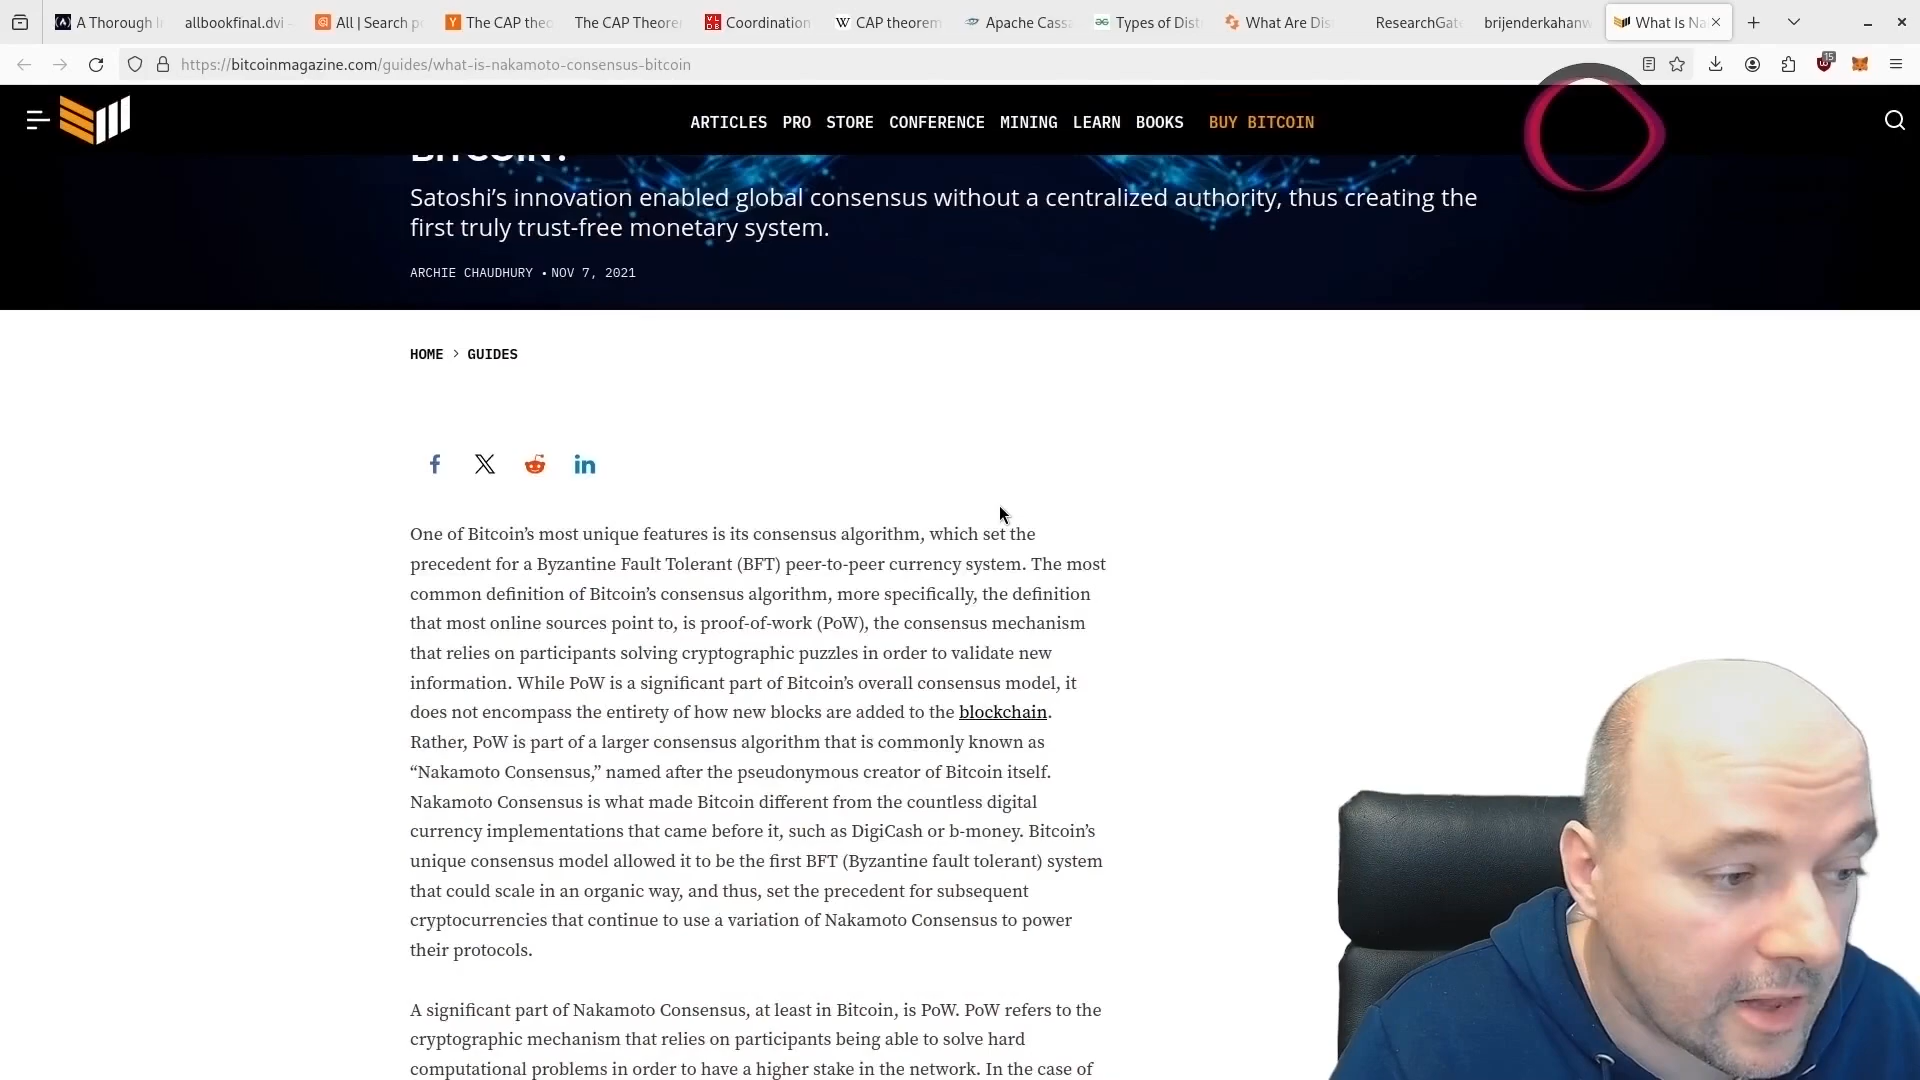 A Thorough
allbookfinal.dvi
All | Search
The CAP theo
The CAP Theore
Coordination
CAP theorem
Apache Cass
Types of Dist
What Are Dis
ResearchGate
brijenderkahanw
What Is Na
https://bitcoinmagazine.com/guides/what-is-nakamoto-consensus-bitcoin
15
ARTICLES PRO STORE CONFERENCE MINING LEARN BOOKS BUY BITCOIN
BITCOIN?
Satoshi’s innovation enabled global consensus without a centralized authority, thus creating the
first truly trust-free monetary system.
ARCHIE CHAUDHURY • NOV 7, 2021
HOME > GUIDES
One of Bitcoin’s most unique features is its consensus algorithm, which set the
precedent for a Byzantine Fault Tolerant (BFT) peer-to-peer currency system. The most
common definition of Bitcoin’s consensus algorithm, more specifically, the definition
that most online sources point to, is proof-of-work (PoW), the consensus mechanism
that relies on participants solving cryptographic puzzles in order to validate new
information. While PoW is a significant part of Bitcoin’s overall consensus model, it
does not encompass the entirety of how new blocks are added to the blockchain.
Rather, PoW is part of a larger consensus algorithm that is commonly known as
“Nakamoto Consensus,” named after the pseudonymous creator of Bitcoin itself.
Nakamoto Consensus is what made Bitcoin different from the countless digital
currency implementations that came before it, such as DigiCash or b-money. Bitcoin’s
unique consensus model allowed it to be the first BFT (Byzantine fault tolerant) system
that could scale in an organic way, and thus, set the precedent for subsequent
cryptocurrencies that continue to use a variation of Nakamoto Consensus to power
their protocols.
A significant part of Nakamoto Consensus, at least in Bitcoin, is PoW. PoW refers to the
cryptographic mechanism that relies on participants being able to solve hard
computational problems in order to have a higher stake in the network. In the case of